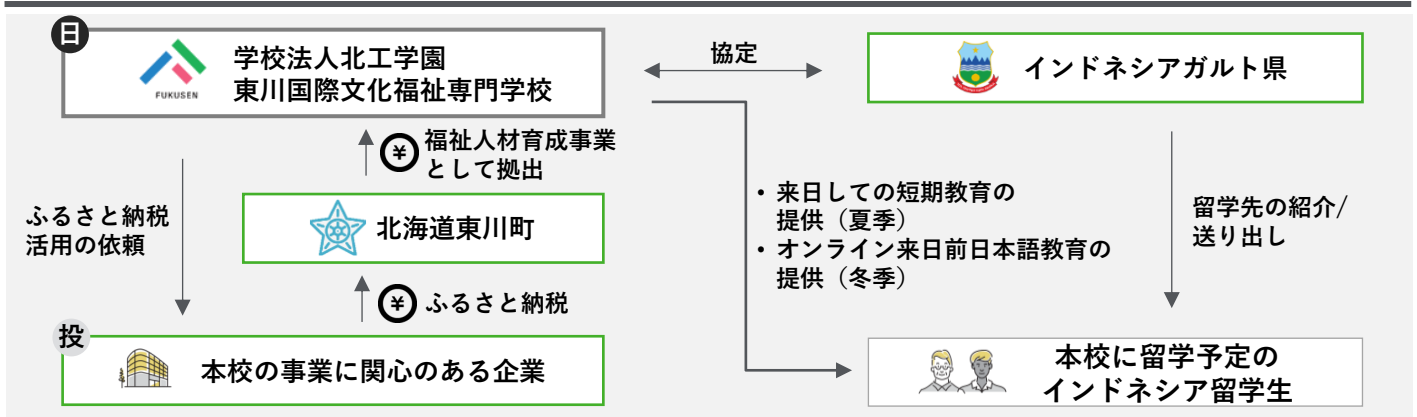 日
FUKUSEN
学校法人北工学園
東川国際文化福祉専門学校
協定
インドネシアガルト県
¥
福祉人材育成事業
として拠出
ふるさと納税
活用の依頼
北海道東川町
• 来日しての短期教育の
提供（夏季）
• オンライン来日前日本語教育の
提供（冬季）
留学先の紹介/
送り出し
¥
ふるさと納税
投
本校の事業に関心のある企業
本校に留学予定の
インドネシア留学生